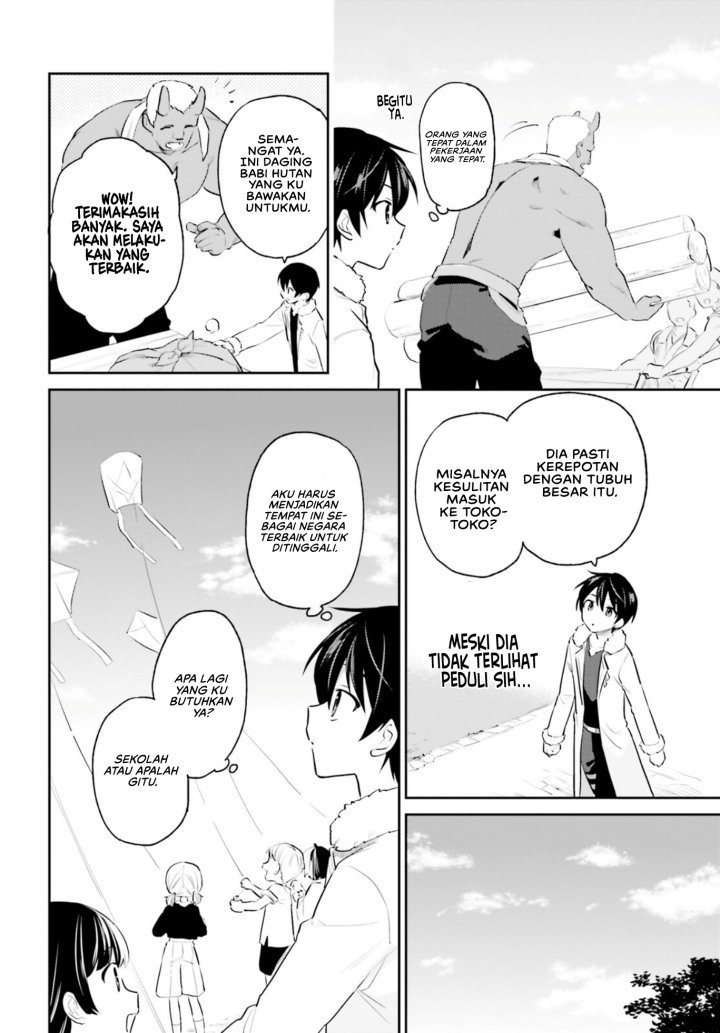 BEGITU
YA.
ORANG YANG
TEPAT DALAM
PEKERJAAN
YANG TEPAT.
SEMA-
NGAT YA.
INI DAGING
BABI HUTAN
YANG KU
BAWAKAN
UNTUKMU.
WOW!
TERIMAKASIH
BANYAK. SAYA
AKAN MELAKU-
KAN YANG
TERBAIK.
DIA PASTI
KEREPOTAN
DENGAN TUBUH
BESAR ITU.
MISALNYA
KESULITAN
MASUK
KE TOKO-
TOKO?
MESKI DIA
TIDAK TERLIHAT
PEDULI SIH...
AKU HARUS
MENJADIKAN
TEMPAT INI SE-
BAGAI NEGARA
TERBAIK UNTUK
DITINGGALI.
APA LAGI
YANG KU
BUTUHKAN
YA?
SEKOLAH
ATAU APALAH
GITU.